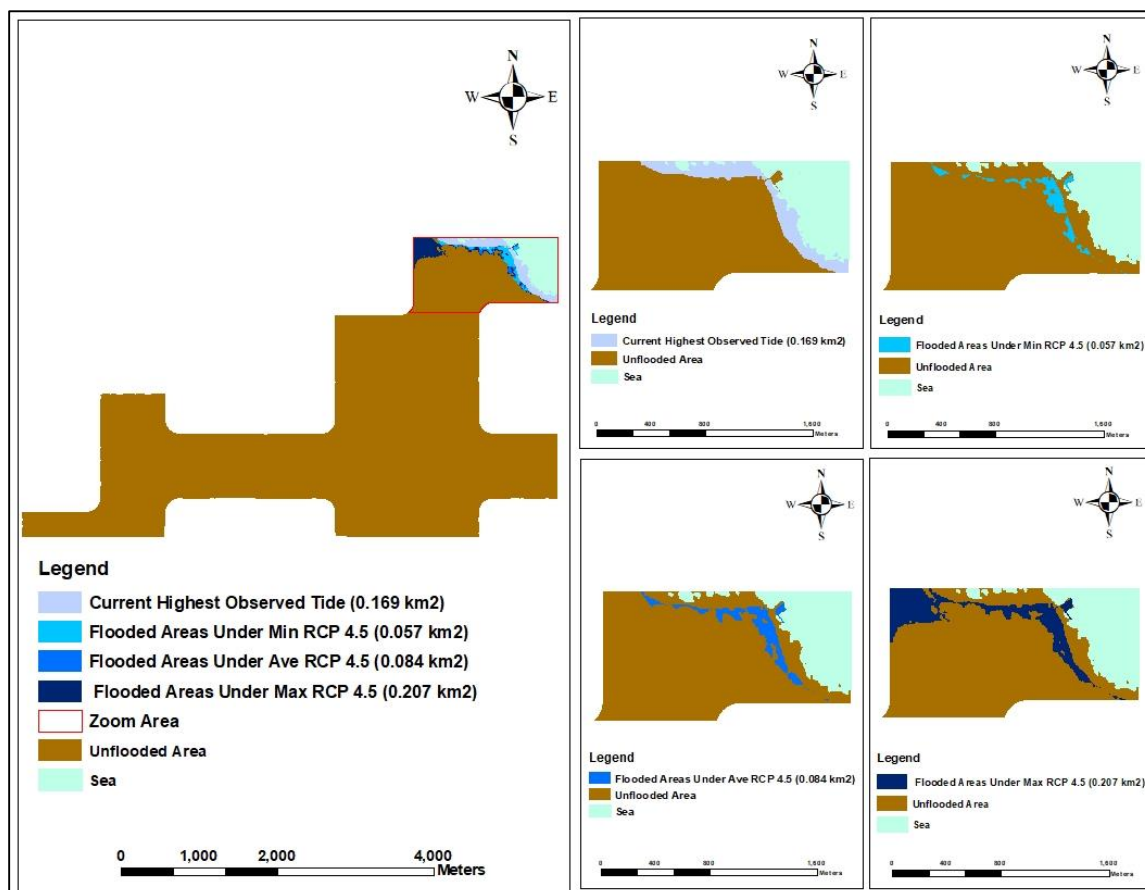 N
W E
S
Legend
Current Highest Observed Tide (0.169 km2)
Flooded Areas Under Min RCP 4.5 (0.057 km2)
Flooded Areas Under Ave RCP 4.5 (0.084 km2)
Flooded Areas Under Max RCP 4.5 (0.207 km2)
Zoom Area
Unflooded Area
Sea
0 1,000 2,000 4,000
Meters
N
W E
S
Legend
Current Highest Observed Tide (0.169 km2)
Unflooded Area
Sea
0 400 800 1,600
Meters
N
W E
S
Legend
Flooded Areas Under Min RCP 4.5 (0.057 km2)
Unflooded Area
Sea
0 400 800 1,600
Meters
N
W E
S
Legend
Flooded Areas Under Ave RCP 4.5 (0.084 km2)
Unflooded Area
Sea
0 400 800 1,600
Meters
N
W E
S
Legend
Flooded Areas Under Max RCP 4.5 (0.207 km2)
Unflooded Area
Sea
0 400 800 1,600
Meters